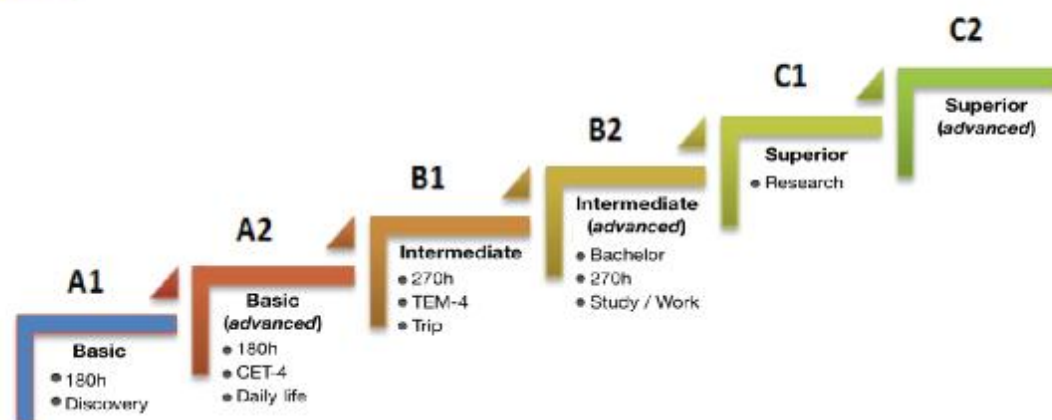 A1
Basic
180h
Discovery
A2
Basic
(advanced)
180h
CET-4
Daily life
B1
Intermediate
270h
TEM-4
Trip
B2
Intermediate
(advanced)
Bachelor
270h
Study / Work
C1
Superior
Research
C2
Superior
(advanced)